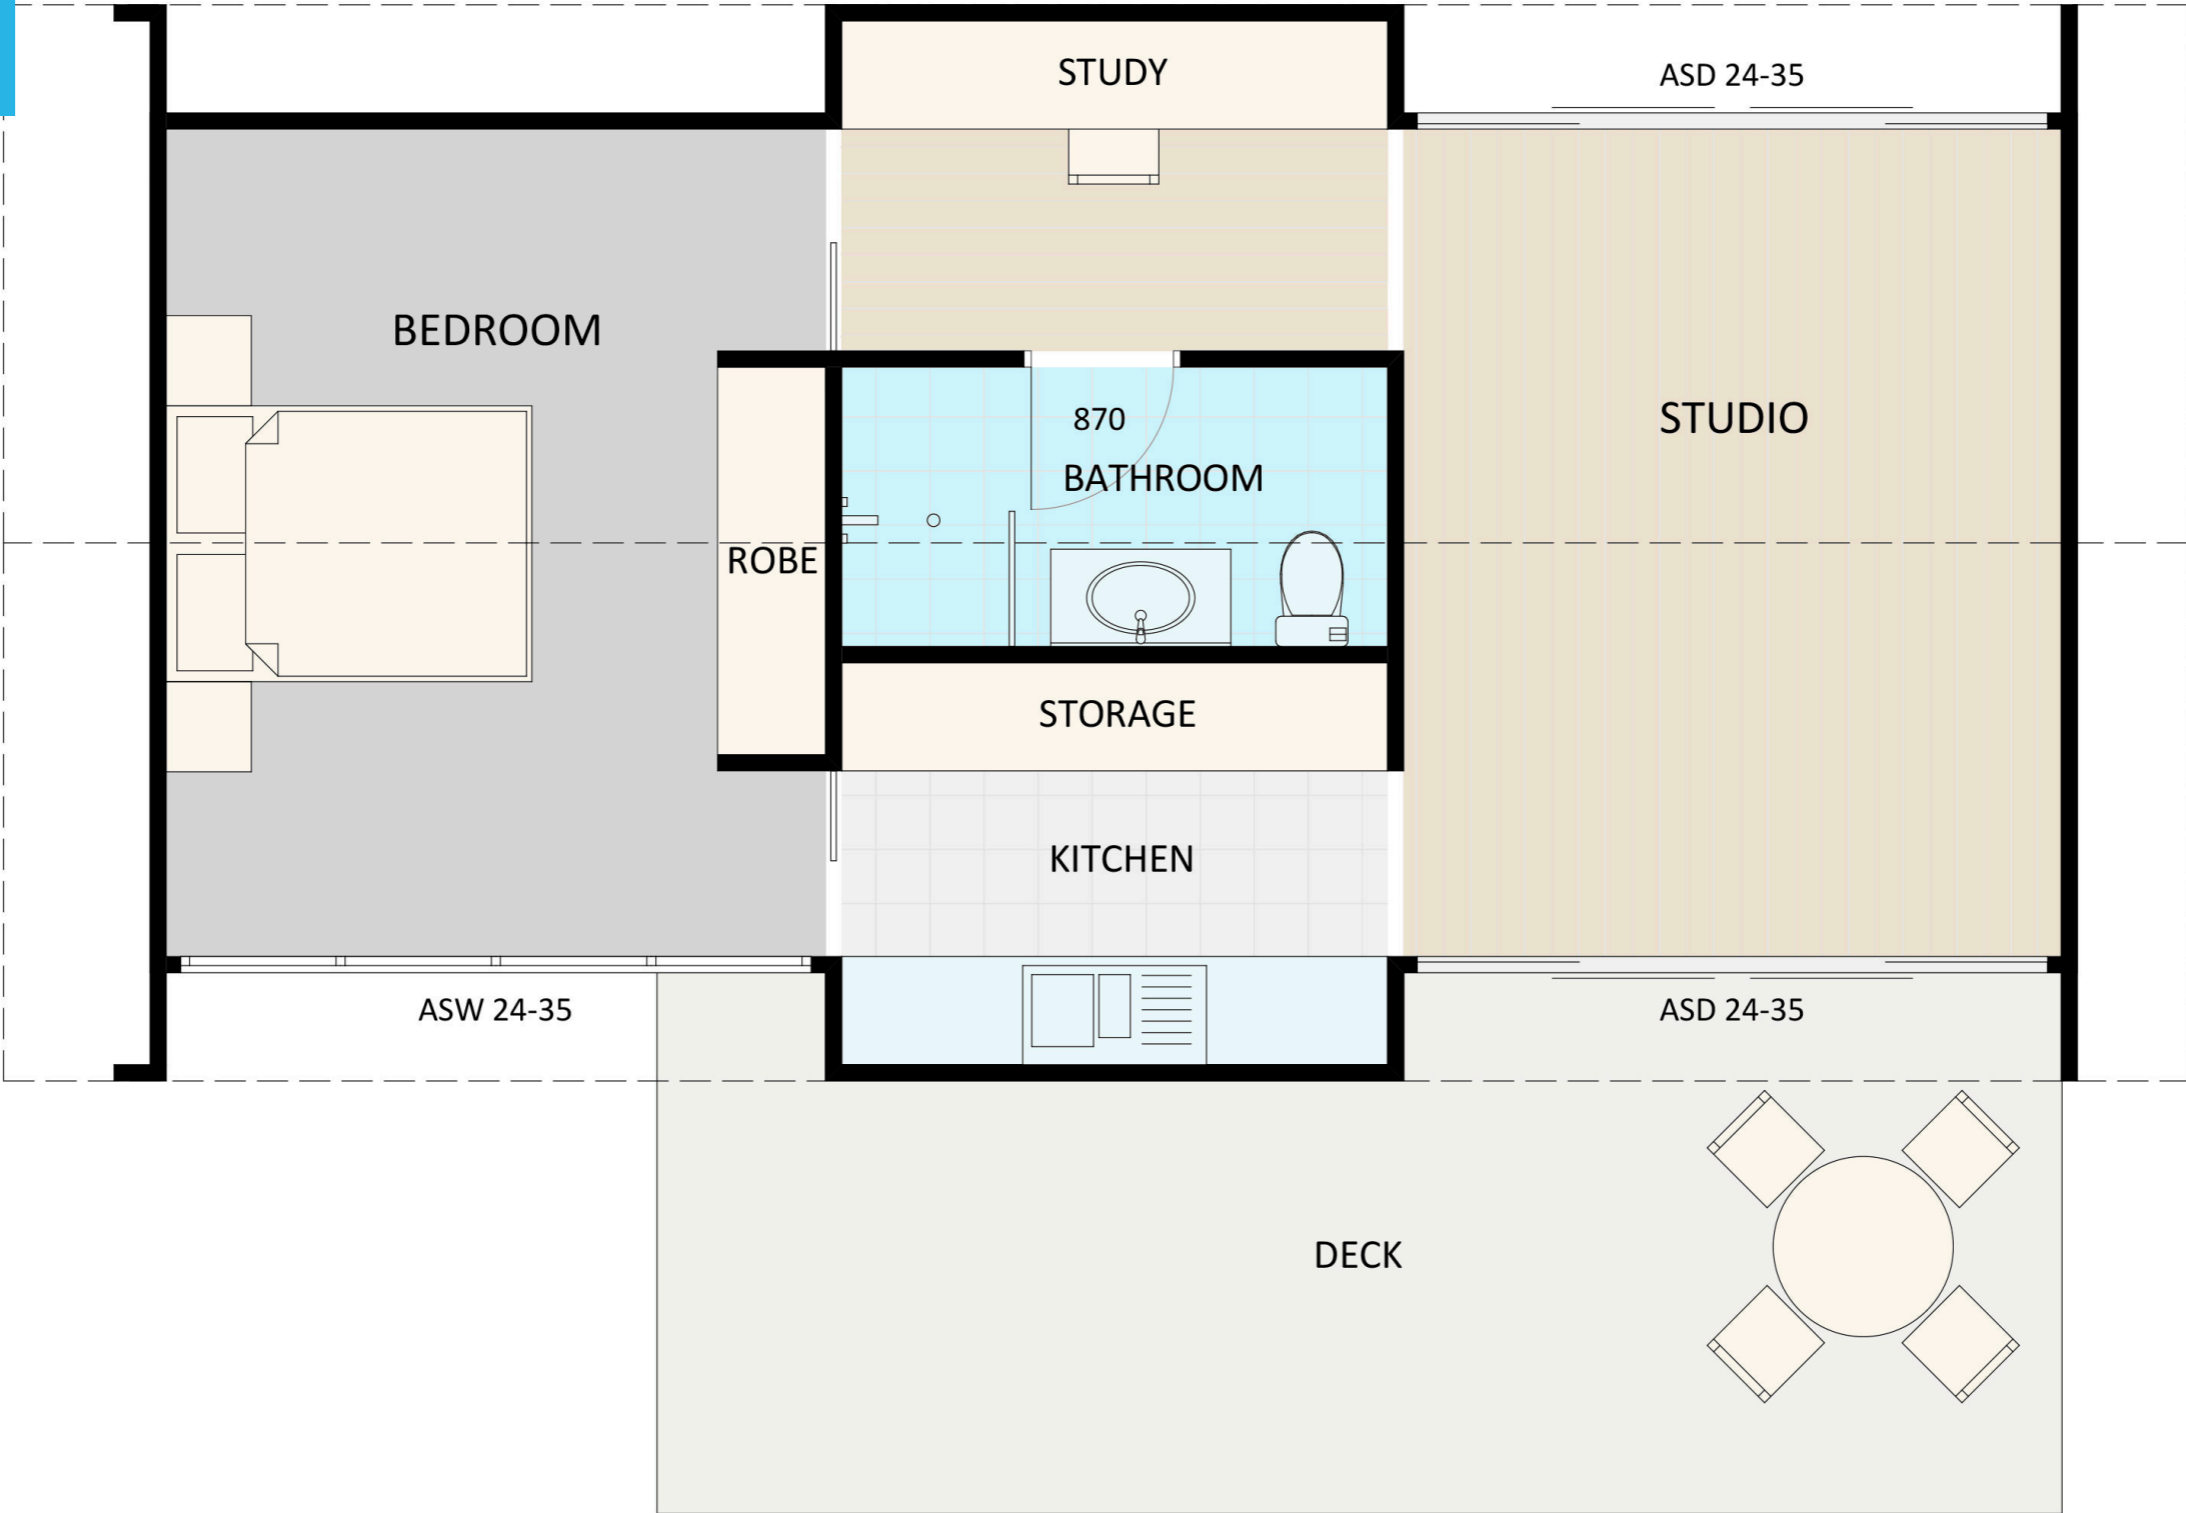 STUDY
ASD 24-35
BEDROOM
870
STUDIO
BATHROOM
ROBE
STORAGE
KITCHEN
ASW 24-35
ASD 24-35
DECK